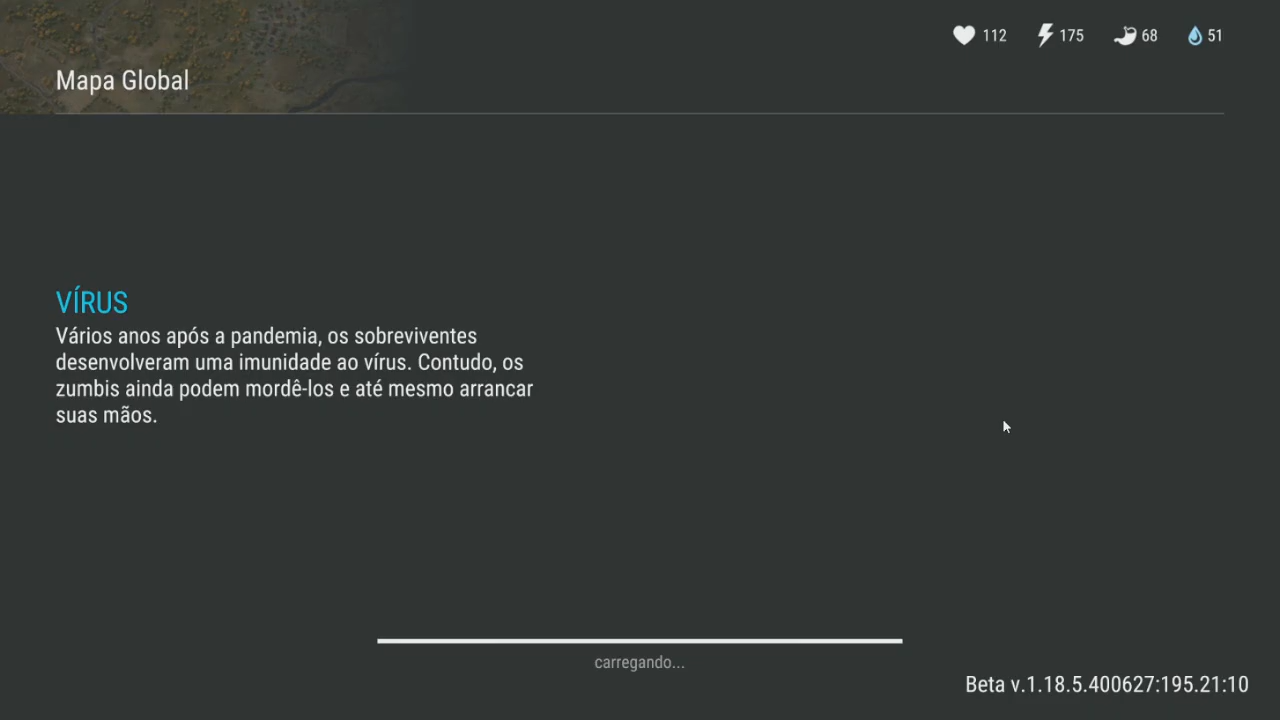 112 175 68 51
Mapa Global
VÍRUS
Vários anos após a pandemia, os sobreviventes
desenvolveram uma imunidade ao vírus. Contudo, os
zumbis ainda podem mordê-los e até mesmo arrancar
suas mãos.
carregando...
Beta v.1.18.5.400627:195.21:10